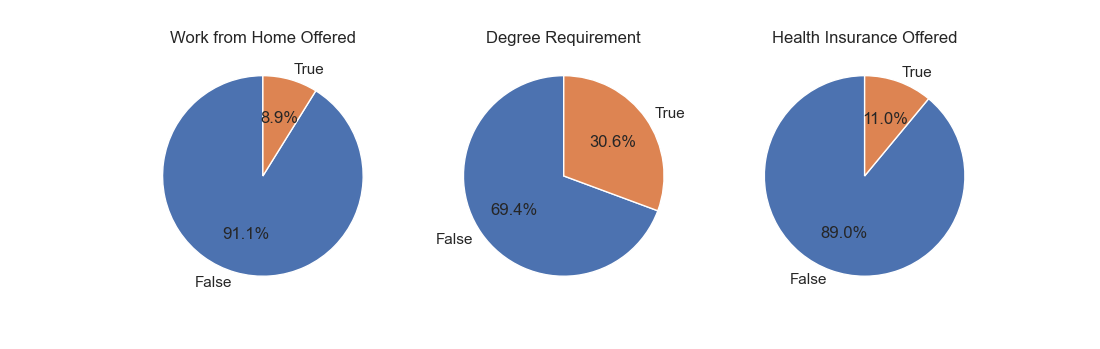 Work from Home Offered
True
8.9%
91.1%
False
Degree Requirement
True
30.6%
69.4%
False
Health Insurance Offered
True
11.0%
89.0%
False